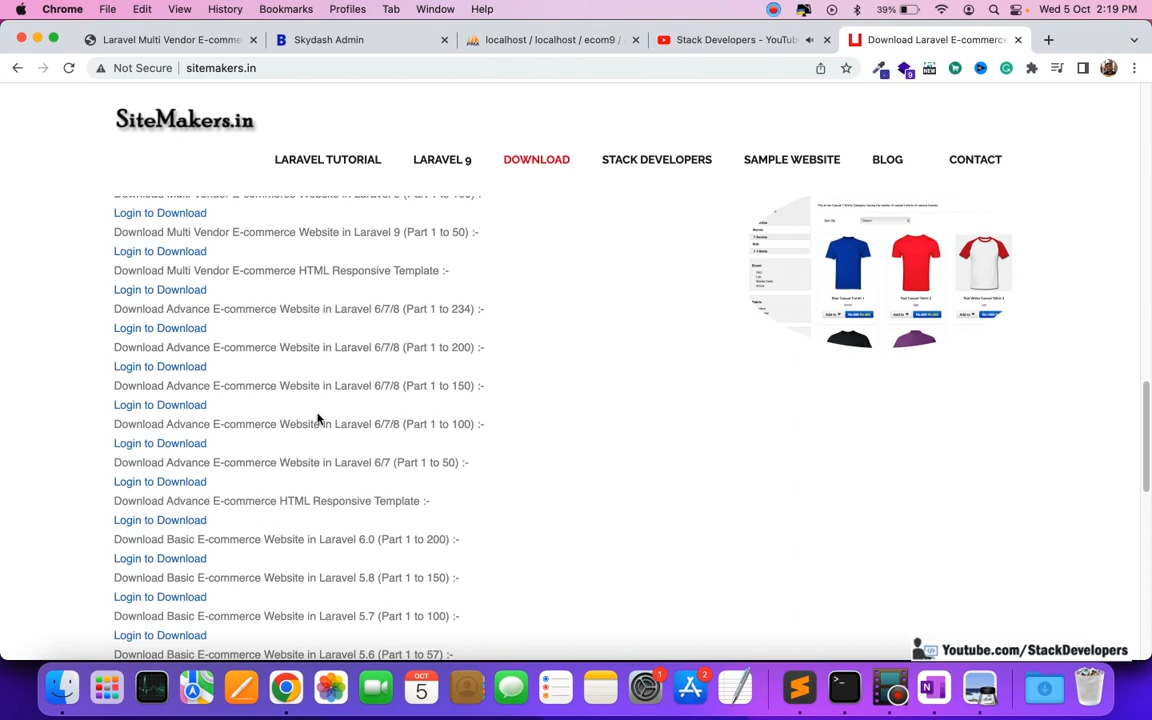 Chrome File Edit View History Bookmarks Profiles Tab Window Help 39% Wed 5 Oct 2:19 PM
Laravel Multi Vendor E-comme Skydash Admin localhost / localhost / ecom9 / Stack Developers - YouTub Download Laravel E-commerce
Not Secure sitemakers.in
SiteMakers.in
LARAVEL TUTORIAL LARAVEL 9 DOWNLOAD STACK DEVELOPERS SAMPLE WEBSITE BLOG CONTACT
Login to Download
Download Multi Vendor E-commerce Website in Laravel 9 (Part 1 to 50) :-
Login to Download
Download Multi Vendor E-commerce HTML Responsive Template :-
Login to Download
Download Advance E-commerce Website in Laravel 6/7/8 (Part 1 to 234) :-
Login to Download
Download Advance E-commerce Website in Laravel 6/7/8 (Part 1 to 200) :-
Login to Download
Download Advance E-commerce Website in Laravel 6/7/8 (Part 1 to 150) :-
Login to Download
Download Advance E-commerce Website in Laravel 6/7/8 (Part 1 to 100) :-
Login to Download
Download Advance E-commerce Website in Laravel 6/7 (Part 1 to 50) :-
Login to Download
Download Advance E-commerce HTML Responsive Template :-
Login to Download
Download Basic E-commerce Website in Laravel 6.0 (Part 1 to 200) :-
Login to Download
Download Basic E-commerce Website in Laravel 5.8 (Part 1 to 150) :-
Login to Download
Download Basic E-commerce Website in Laravel 5.7 (Part 1 to 100) :-
Login to Download
Download Basic E-commerce Website in Laravel 5.6 (Part 1 to 57) :-
Youtube.com/StackDevelopers
OCT
5
1
2